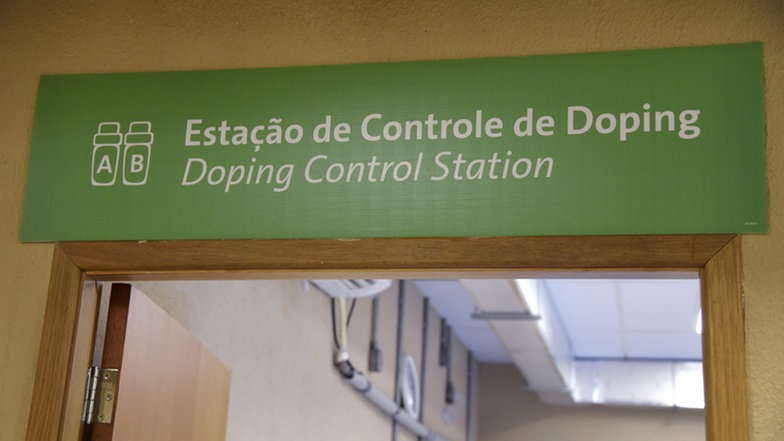 A B
Estação de Controle de Doping
Doping Control Station